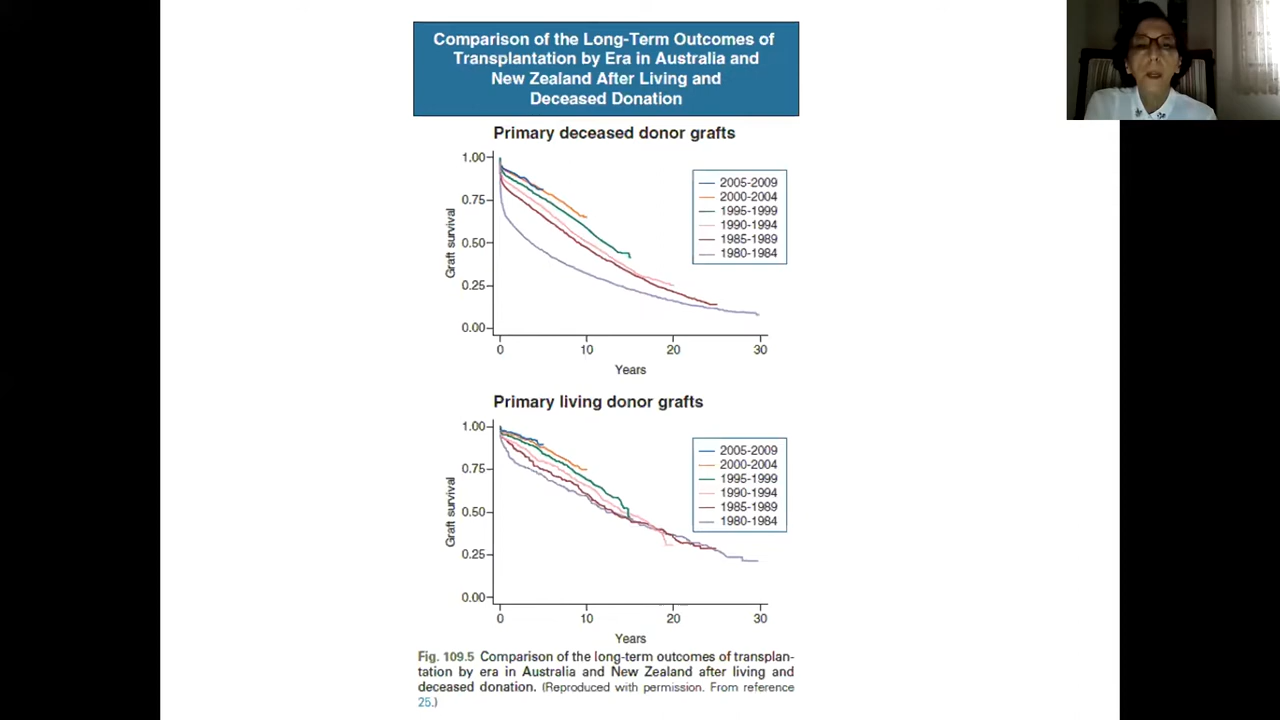 Comparison of the Long-Term Outcomes of
Transplantation by Era in Australia and
New Zealand After Living and
Deceased Donation
Primary deceased donor grafts
1.00
0.75
0.50
0.25
0.00
Graft survival
0 10 20 30
Years
2005-2009
2000-2004
1995-1999
1990-1994
1985-1989
1980-1984
Primary living donor grafts
1.00
0.75
0.50
0.25
0.00
Graft survival
0 10 20 30
Years
2005-2009
2000-2004
1995-1999
1990-1994
1985-1989
1980-1984
Fig. 109.5 Comparison of the long-term outcomes of transplan-
tation by era in Australia and New Zealand after living and
deceased donation. (Reproduced with permission. From reference
25.)